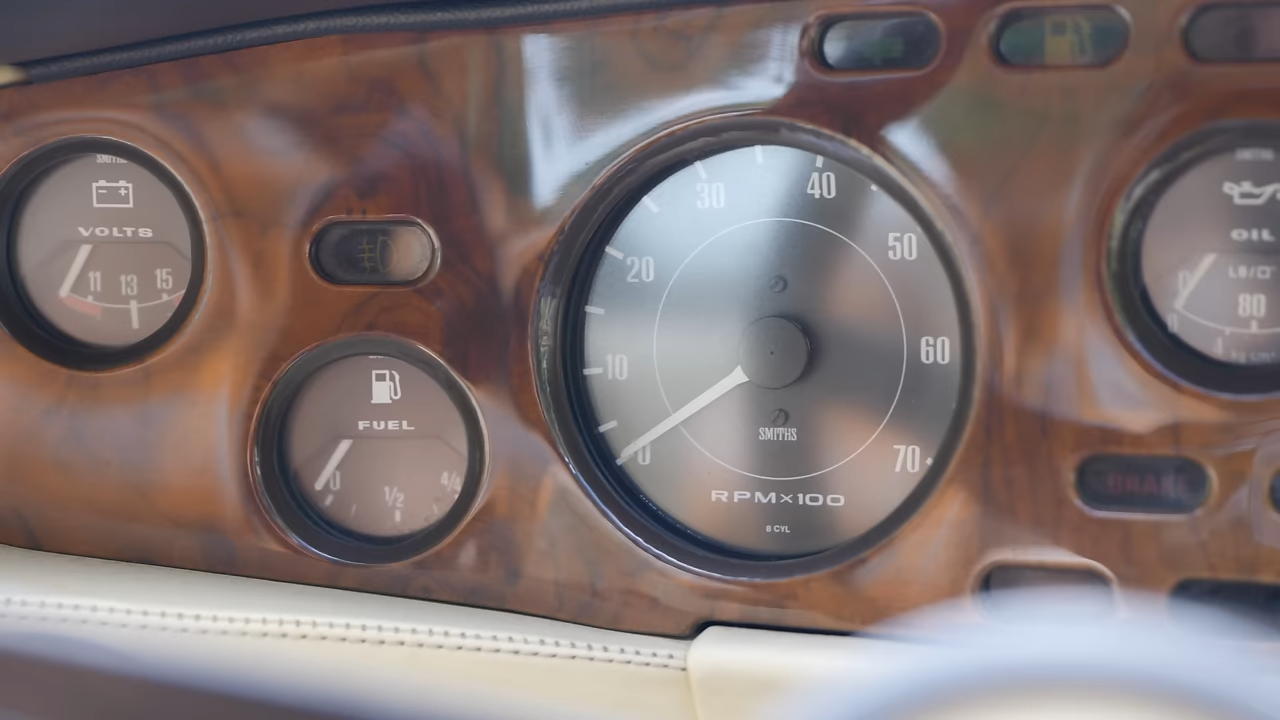 SMITHS
VOLTS
11 13 15
FUEL
0 1/2 4/4
0 10 20 30 40 50 60 70
SMITHS
RPM×100
8 CYL
OIL
LB/□"
0
80
BRAKE